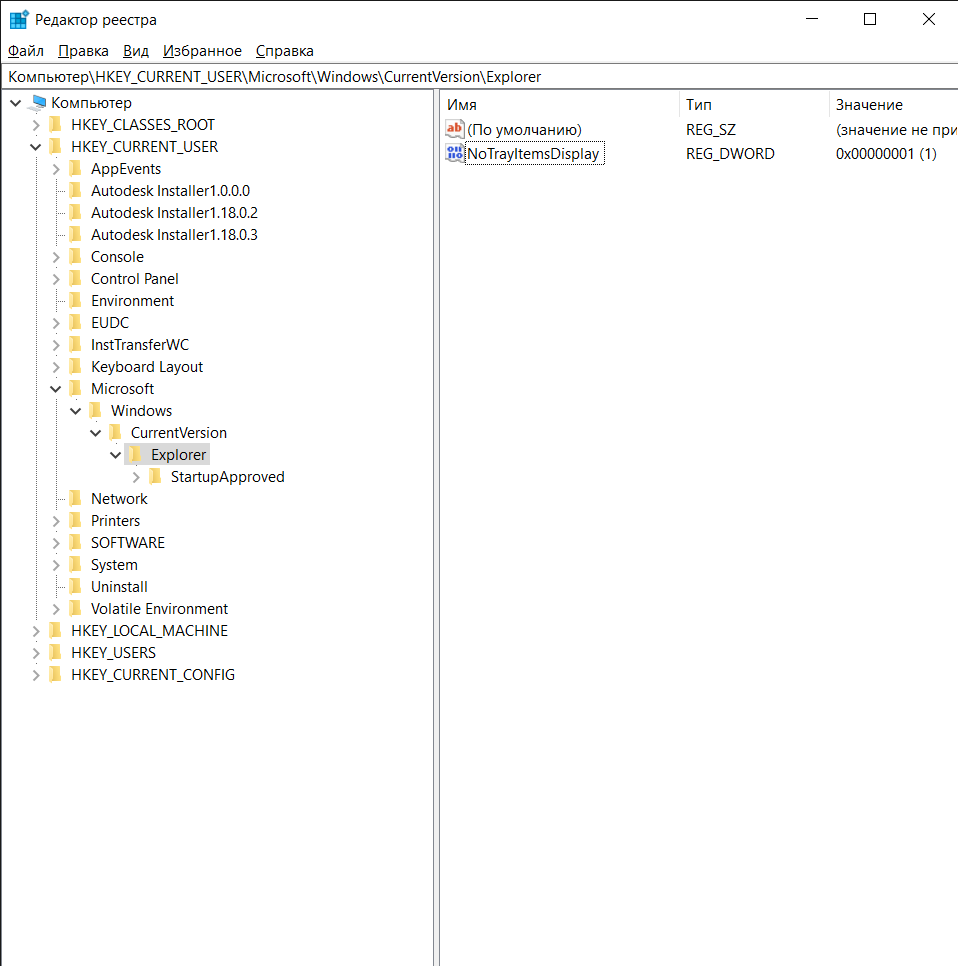 Редактор реестра
Файл Правка Вид Избранное Справка
Компьютер\HKEY_CURRENT_USER\Microsoft\Windows\CurrentVersion\Explorer
Компьютер
HKEY_CLASSES_ROOT
HKEY_CURRENT_USER
AppEvents
Autodesk Installer1.0.0.0
Autodesk Installer1.18.0.2
Autodesk Installer1.18.0.3
Console
Control Panel
Environment
EUDC
InstTransferWC
Keyboard Layout
Microsoft
Windows
CurrentVersion
Explorer
StartupApproved
Network
Printers
SOFTWARE
System
Uninstall
Volatile Environment
HKEY_LOCAL_MACHINE
HKEY_USERS
HKEY_CURRENT_CONFIG
Имя Тип Значение
ab (По умолчанию) REG_SZ (значение не при
NoTrayItemsDisplay REG_DWORD 0x00000001 (1)